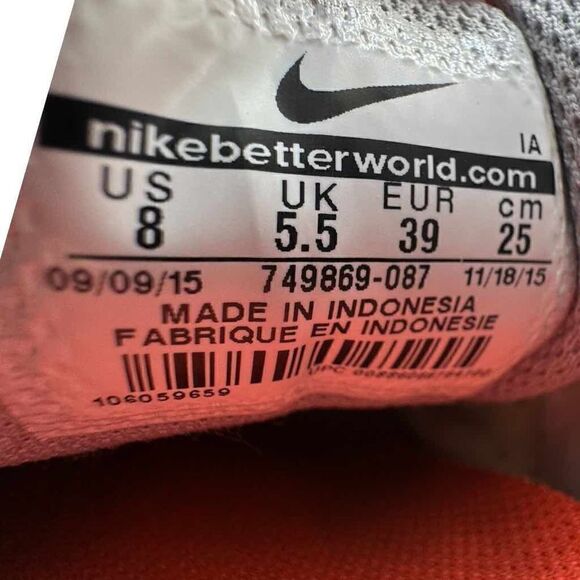 IA
nikebetterworld.com
US UK EUR cm
8 5.5 39 25
09/09/15 749869-087 11/18/15
MADE IN INDONESIA
FABRIQUE EN INDONESIE
UPC
106059659